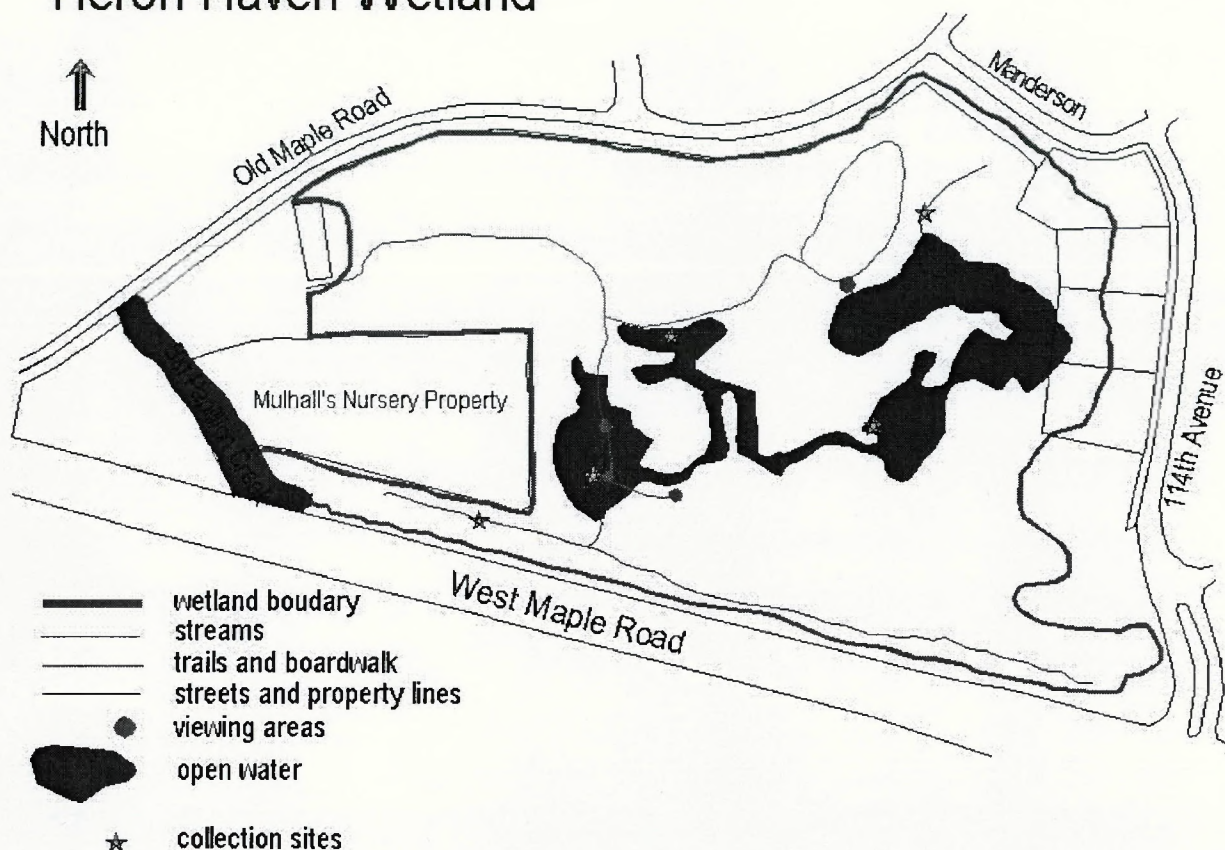 Heron Haven Wetland
North
Old Maple Road
Manderson
Mulhall's Nursery Property
114th Avenue
West Maple Road
wetland boudary
streams
trails and boardwalk
streets and property lines
viewing areas
open water
collection sites